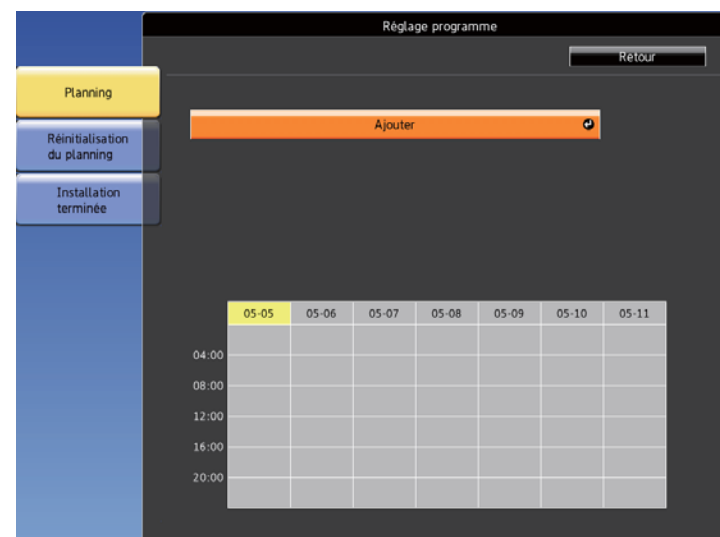 Réglage programme
Retour
Planning
Ajouter
Réinitialisation
du planning
Installation
terminée
05-05 05-06 05-07 05-08 05-09 05-10 05-11
04:00
08:00
12:00
16:00
20:00